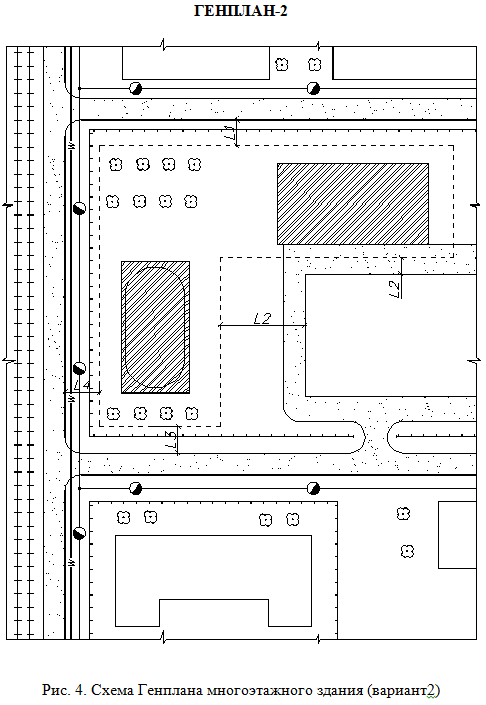 ГЕНПЛАН-2
L1
w
L2
L2
L4
w
L3
w
Рис. 4. Схема Генплана многоэтажного здания (вариант2)